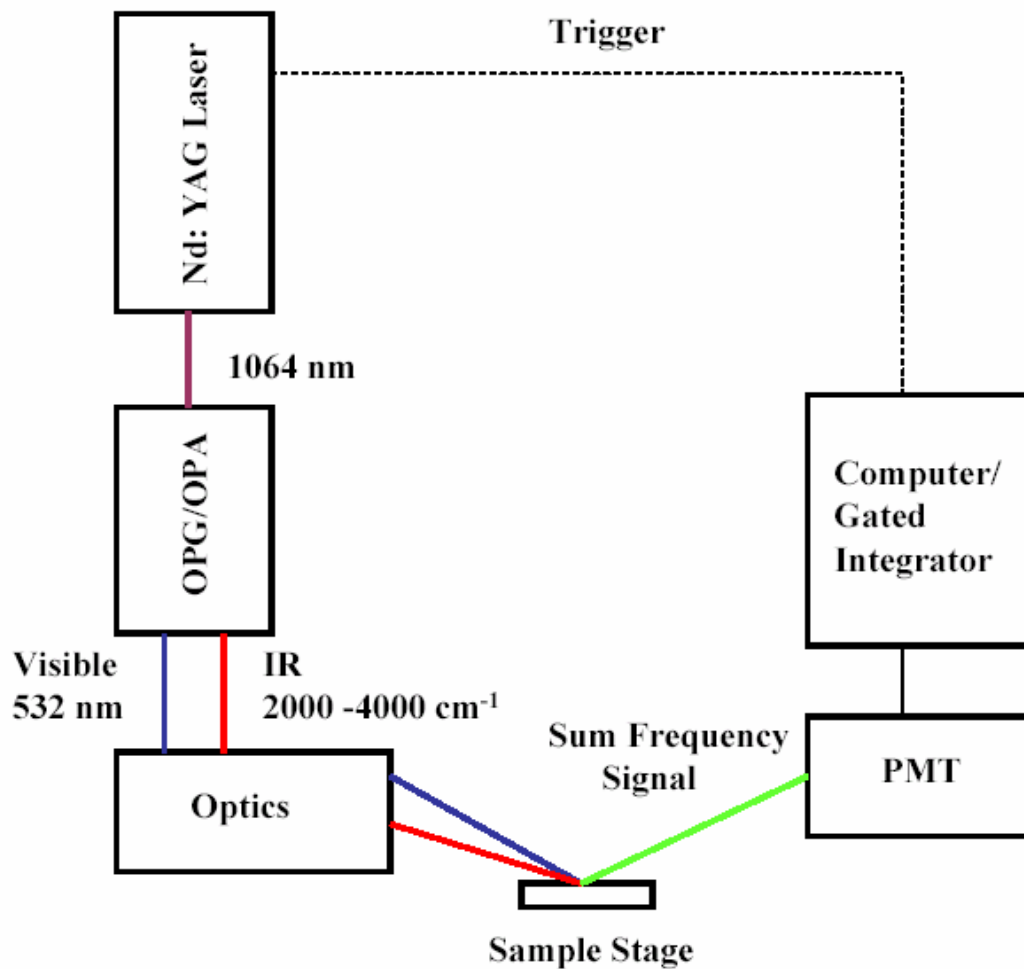 Trigger
Nd: YAG Laser
1064 nm
OPG/OPA
Computer/
Gated
Integrator
Visible
532 nm
IR
2000 -4000 cm⁻¹
Sum Frequency
Signal
PMT
Optics
Sample Stage